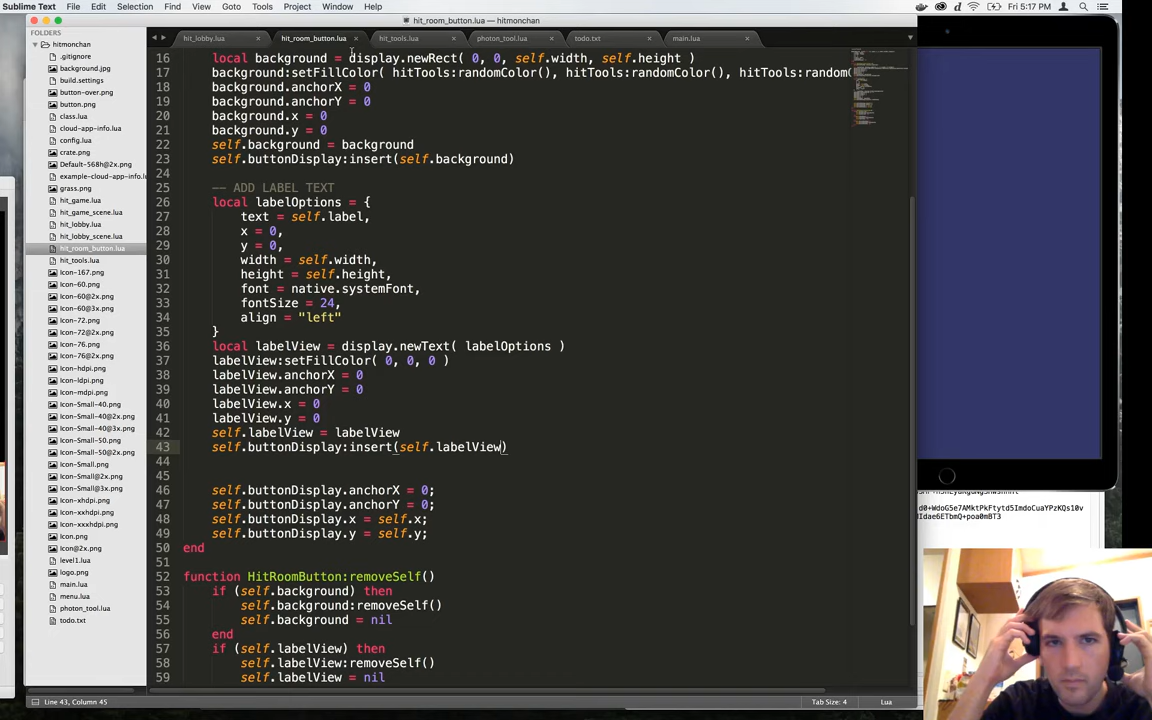 Sublime Text File Edit Selection Find View Goto Tools Project Window Help
Fri 5:17 PM
hit_room_button.lua — hitmonchan
hit_lobby.lua × hit_room_button.lua × hit_tools.lua × photon_tool.lua × todo.txt × main.lua ×
FOLDERS
hitmonchan
.gitignore
background.jpg
build.settings
button-over.png
button.png
class.lua
cloud-app-info.lua
config.lua
crate.png
Default-568h@2x.png
example-cloud-app-info.lu
grass.png
hit_game.lua
hit_game_scene.lua
hit_lobby.lua
hit_lobby_scene.lua
hit_room_button.lua
hit_tools.lua
Icon-167.png
Icon-60.png
Icon-60@2x.png
Icon-60@3x.png
Icon-72.png
Icon-72@2x.png
Icon-76.png
Icon-76@2x.png
Icon-hdpi.png
Icon-ldpi.png
Icon-mdpi.png
Icon-Small-40.png
Icon-Small-40@2x.png
Icon-Small-40@3x.png
Icon-Small-50.png
Icon-Small-50@2x.png
Icon-Small.png
Icon-Small@2x.png
Icon-Small@3x.png
Icon-xhdpi.png
Icon-xxhdpi.png
Icon-xxxhdpi.png
Icon.png
Icon@2x.png
level1.lua
logo.png
main.lua
menu.lua
photon_tool.lua
todo.txt
16 local background = display.newRect( 0, 0, self.width, self.height )
17 background:setFillColor( hitTools:randomColor(), hitTools:randomColor(), hitTools:random
18 background.anchorX = 0
19 background.anchorY = 0
20 background.x = 0
21 background.y = 0
22 self.background = background
23 self.buttonDisplay:insert(self.background)
24
25 -- ADD LABEL TEXT
26 local labelOptions = {
27 text = self.label,
28 x = 0,
29 y = 0,
30 width = self.width,
31 height = self.height,
32 font = native.systemFont,
33 fontSize = 24,
34 align = "left"
35 }
36 local labelView = display.newText( labelOptions )
37 labelView:setFillColor( 0, 0, 0 )
38 labelView.anchorX = 0
39 labelView.anchorY = 0
40 labelView.x = 0
41 labelView.y = 0
42 self.labelView = labelView
43 self.buttonDisplay:insert(self.labelView)
44
45
46 self.buttonDisplay.anchorX = 0;
47 self.buttonDisplay.anchorY = 0;
48 self.buttonDisplay.x = self.x;
49 self.buttonDisplay.y = self.y;
50 end
51
52 function HitRoomButton:removeSelf()
53 if (self.background) then
54 self.background:removeSelf()
55 self.background = nil
56 end
57 if (self.labelView) then
58 self.labelView:removeSelf()
59 self.labelView = nil
Line 43, Column 45 Tab Size: 4 Lua